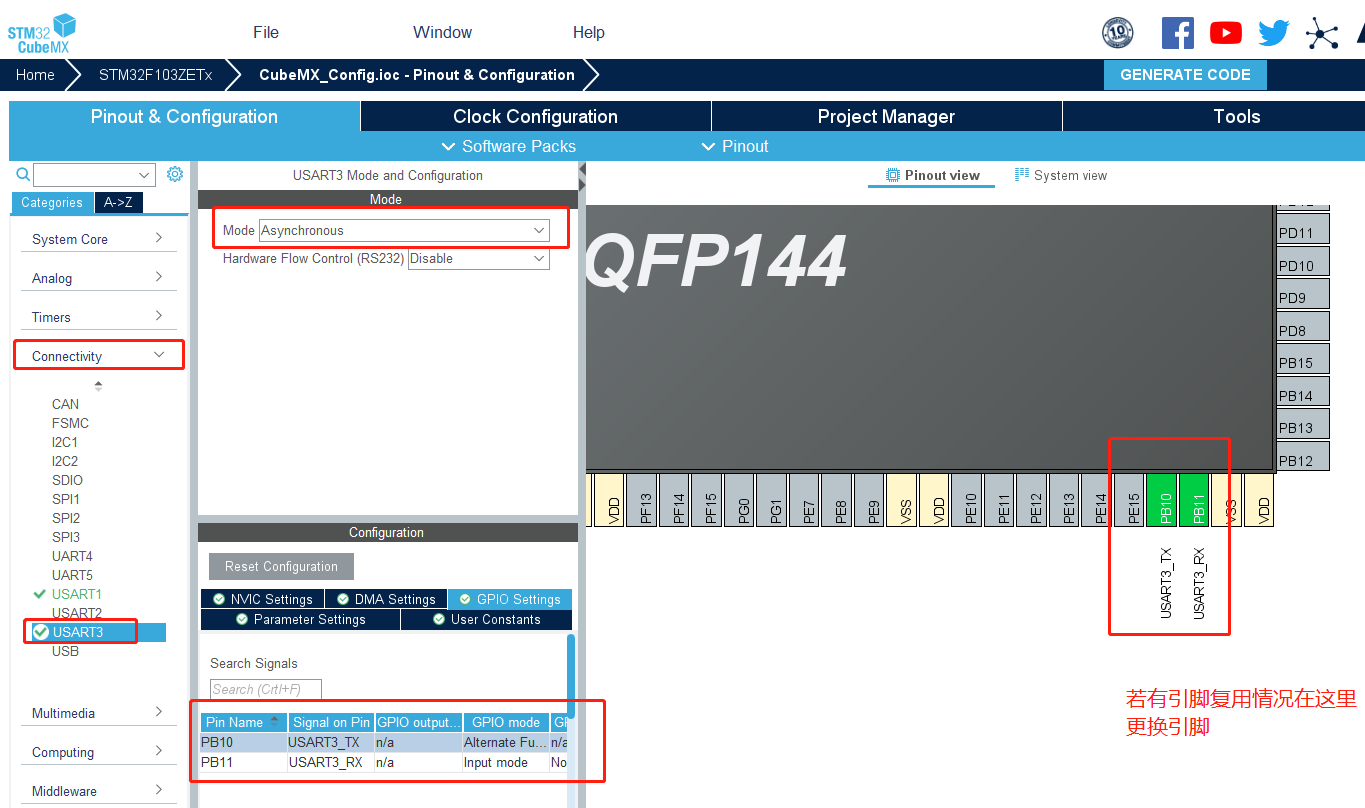 STM32
CubeMX
File
Window
Help
10
YEARS
Home
STM32F103ZETx
CubeMX_Config.ioc - Pinout & Configuration
GENERATE CODE
Pinout & Configuration
Clock Configuration
Project Manager
Tools
Software Packs
Pinout
Categories
A->Z
System Core
Analog
Timers
Connectivity
CAN
FSMC
I2C1
I2C2
SDIO
SPI1
SPI2
SPI3
UART4
UART5
USART1
USART2
USART3
USB
Multimedia
Computing
Middleware
USART3 Mode and Configuration
Mode
Mode Asynchronous
Hardware Flow Control (RS232) Disable
Configuration
Reset Configuration
NVIC Settings
DMA Settings
GPIO Settings
Parameter Settings
User Constants
Search Signals
Search (Crtl+F)
Pin Name Signal on Pin GPIO output... GPIO mode GP
PB10 USART3_TX n/a Alternate Fu... n/a
PB11 USART3_RX n/a Input mode No
Pinout view
System view
QFP144
PD11
PD10
PD9
PD8
PB15
PB14
PB13
PB12
VDD
PF13
PF14
PF15
PG0
PG1
PE7
PE8
PE9
VSS
VDD
PE10
PE11
PE12
PE13
PE14
PE15
PB10
PB11
VSS
VDD
USART3_TX
USART3_RX
若有引脚复用情况在这里
更换引脚